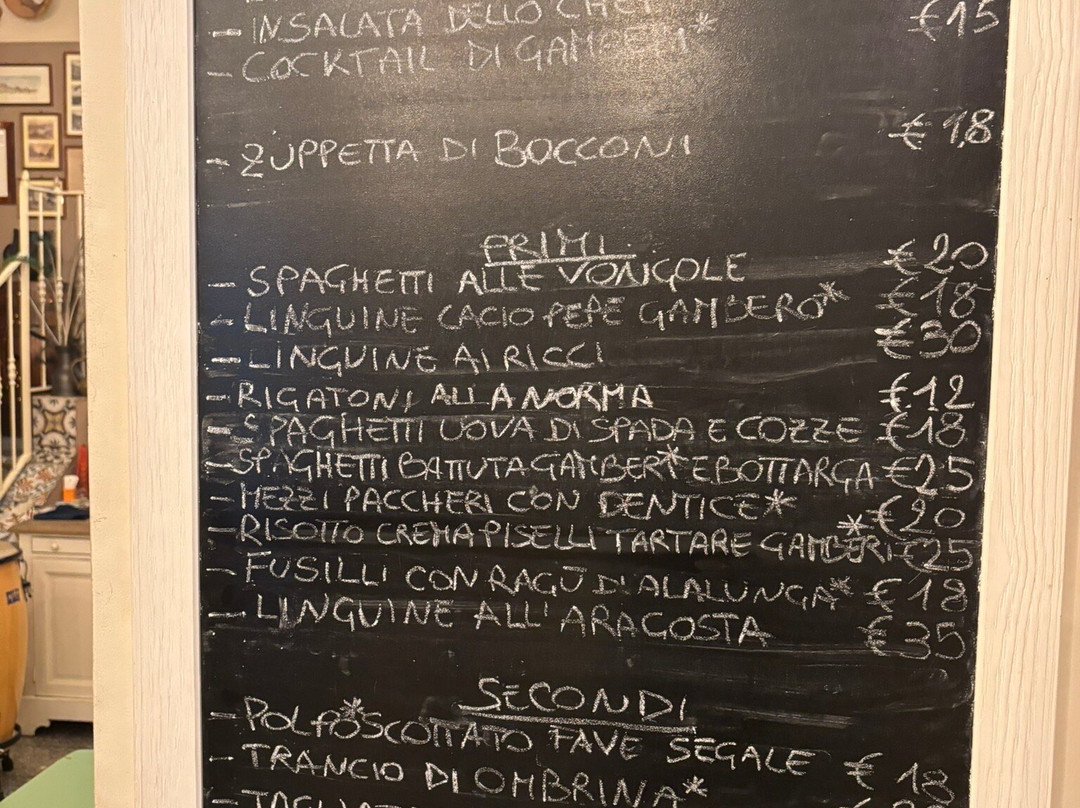 - INSALATA DELLO CHEF €15
- COCKTAIL DI GAMBERI*
- ZUPPETTA DI BOCCONI €18
PRIMI
- SPAGHETTI ALLE VONGOLE €20
- LINGUINE CACIO PEPE GAMBERO* €18
- LINGUINE AI RICCI €30
- RIGATONI ALLA NORMA €12
- SPAGHETTI UOVA DI SPADA E COZZE €18
- SPAGHETTI BATTUTA GAMBERI* E BOTTARGA €25
- MEZZI PACCHERI CON DENTICE* €20
- RISOTTO CREMA PISELLI TARTARE GAMBERI* €25
- FUSILLI CON RAGÙ D'ALALUNGA* €18
- LINGUINE ALL'ARAGOSTA €35
SECONDI
- POLPO* SCOTTATO FAVE SEGALE €18
- TRANCIO DI OMBRINA*